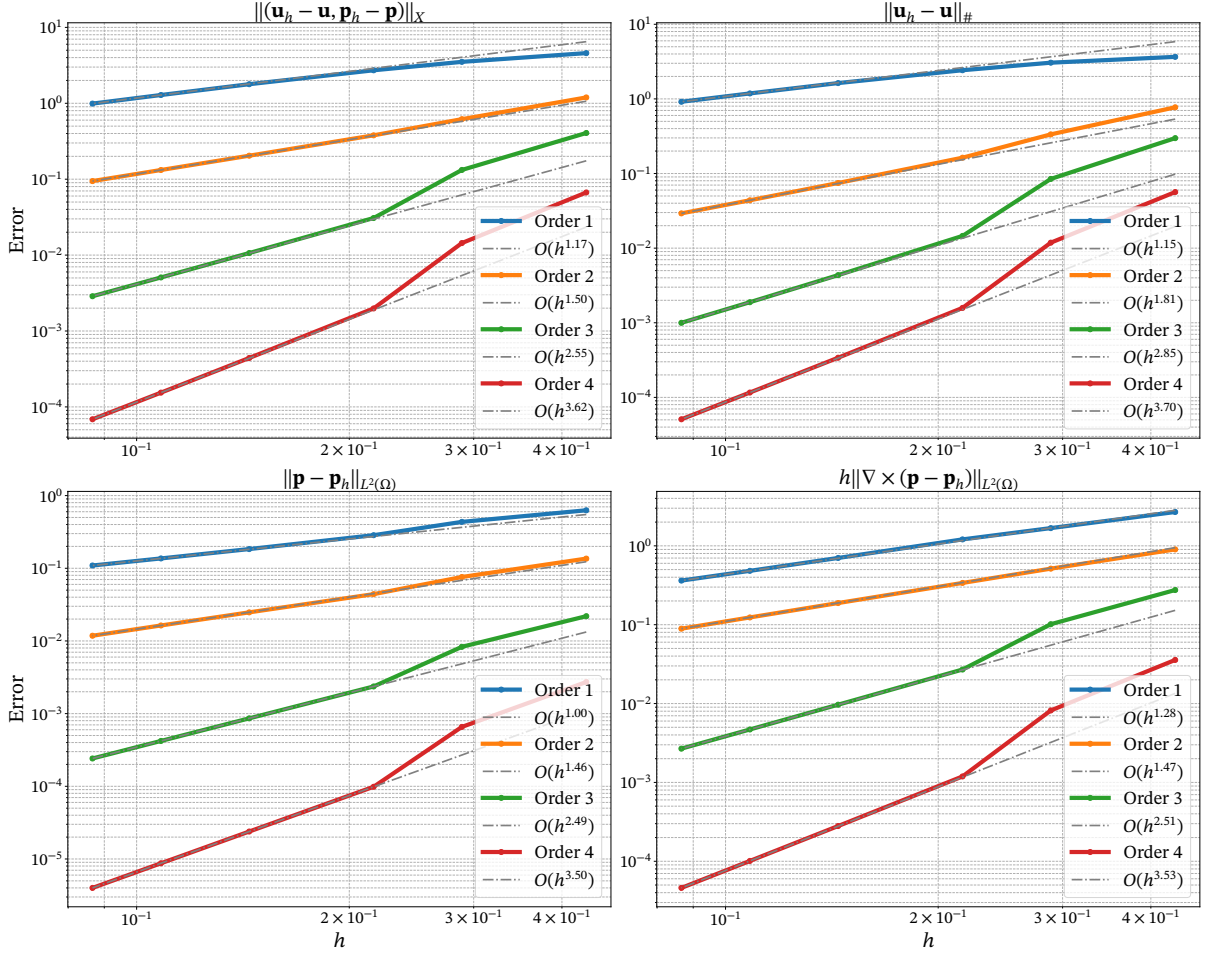 ||(𝐮_h − 𝐮, 𝐩_h − 𝐩)||_X
10^1
10^0
10^−1
10^−2
10^−3
10^−4
Error
10^−1
2 × 10^−1
3 × 10^−1
4 × 10^−1
Order 1
O(h^1.17)
Order 2
O(h^1.50)
Order 3
O(h^2.55)
Order 4
O(h^3.62)
||𝐮_h − 𝐮||_#
10^1
10^0
10^−1
10^−2
10^−3
10^−4
10^−1
2 × 10^−1
3 × 10^−1
4 × 10^−1
Order 1
O(h^1.15)
Order 2
O(h^1.81)
Order 3
O(h^2.85)
Order 4
O(h^3.70)
||𝐩 − 𝐩_h||_L²(Ω)
10^0
10^−1
10^−2
10^−3
10^−4
10^−5
Error
10^−1
2 × 10^−1
3 × 10^−1
4 × 10^−1
h
Order 1
O(h^1.00)
Order 2
O(h^1.46)
Order 3
O(h^2.49)
Order 4
O(h^3.50)
h||∇ × (𝐩 − 𝐩_h)||_L²(Ω)
10^0
10^−1
10^−2
10^−3
10^−4
10^−1
2 × 10^−1
3 × 10^−1
4 × 10^−1
h
Order 1
O(h^1.28)
Order 2
O(h^1.47)
Order 3
O(h^2.51)
Order 4
O(h^3.53)